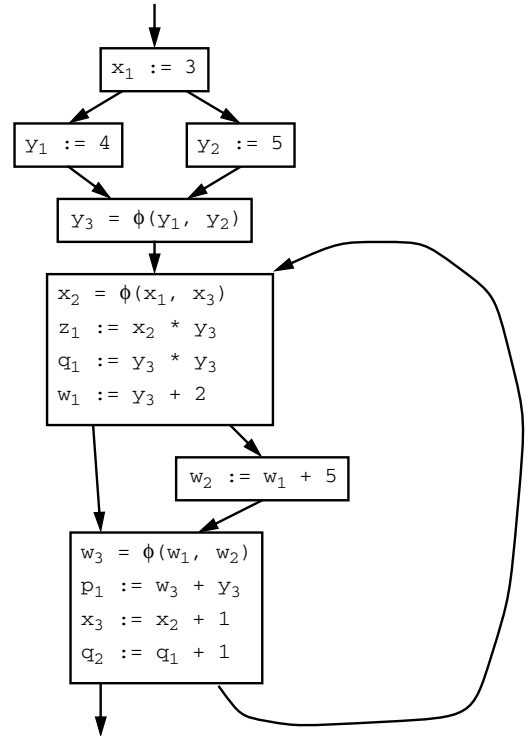 x₁ := 3
y₁ := 4
y₂ := 5
y₃ = ϕ(y₁, y₂)
x₂ = ϕ(x₁, x₃)
z₁ := x₂ * y₃
q₁ := y₃ * y₃
w₁ := y₃ + 2
w₂ := w₁ + 5
w₃ = ϕ(w₁, w₂)
p₁ := w₃ + y₃
x₃ := x₂ + 1
q₂ := q₁ + 1